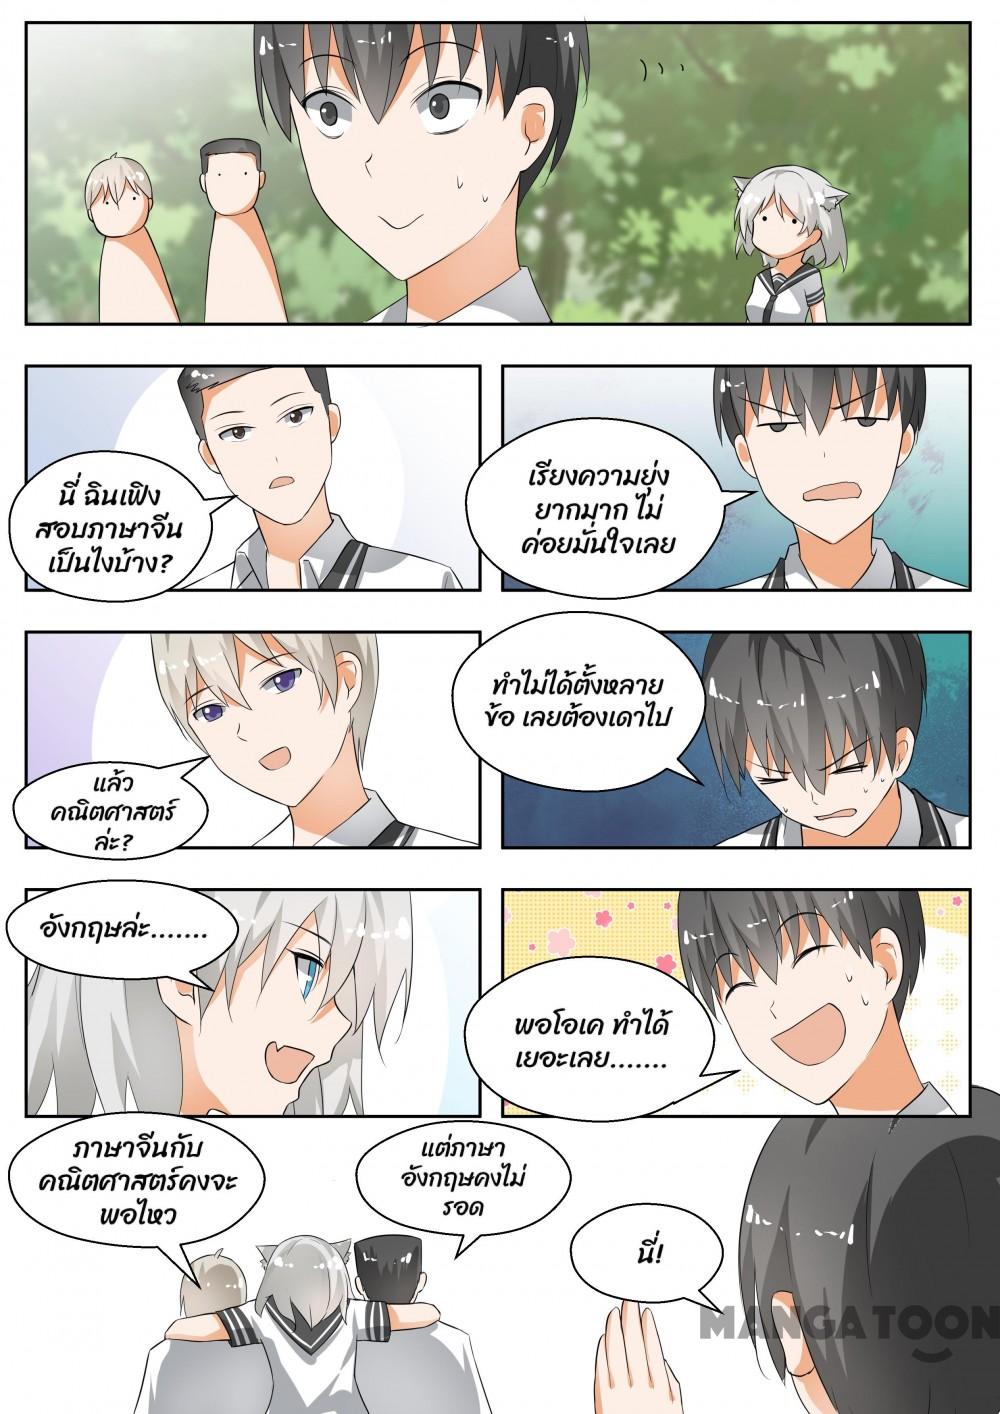 นี่ ฉินเฟิง
สอบภาษาจีน
เป็นไงบ้าง?
เรียงความยุ่ง
ยากมาก ไม่
ค่อยมั่นใจเลย
แล้ว
คณิตศาสตร์
ล่ะ?
ทำไม่ได้ตั้งหลาย
ข้อ เลยต้องเดาไป
อังกฤษล่ะ.......
พอโอเค ทำได้
เยอะเลย.......
ภาษาจีนกับ
คณิตศาสตร์คงจะ
พอไหว
แต่ภาษา
อังกฤษคงไม่
รอด
นี่!
MANGATOON